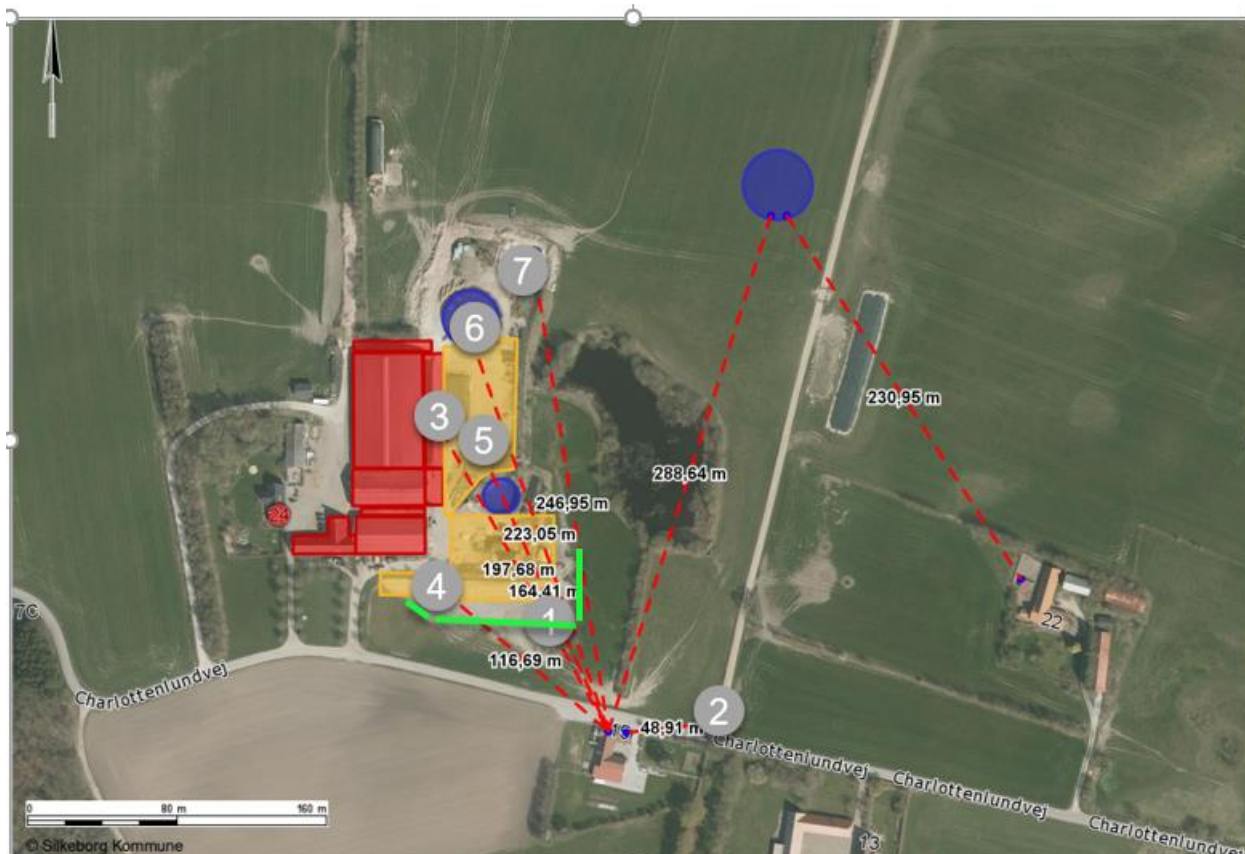 7
6
3
230,95 m
5
288,64 m
246,95 m
24
223,05 m
197,68 m
4
164,41 m
7C
1
22
116,69 m
Charlottenlundvej
2
48,91 m
Charlottenlundvej
Charlottenlundvej
Charlottenlundvej
0 80 m 160 m
13
© Silkeborg Kommune